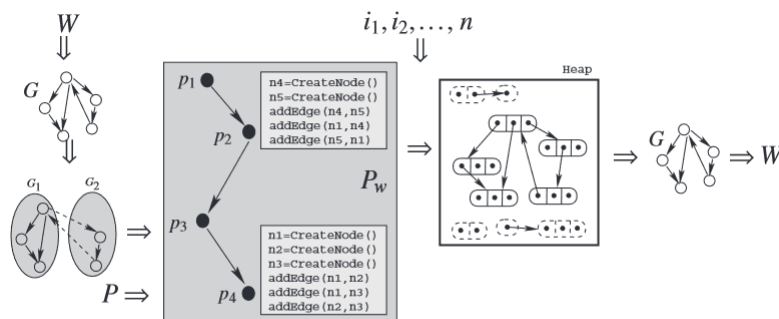 W
i₁, i₂, …, n
Heap
G
p₁
n4=CreateNode()
n5=CreateNode()
addEdge(n4,n5)
addEdge(n1,n4)
addEdge(n5,n1)
p₂
G
W
P_w
G₁
G₂
p₃
n1=CreateNode()
n2=CreateNode()
n3=CreateNode()
addEdge(n1,n2)
addEdge(n1,n3)
addEdge(n2,n3)
P
p₄